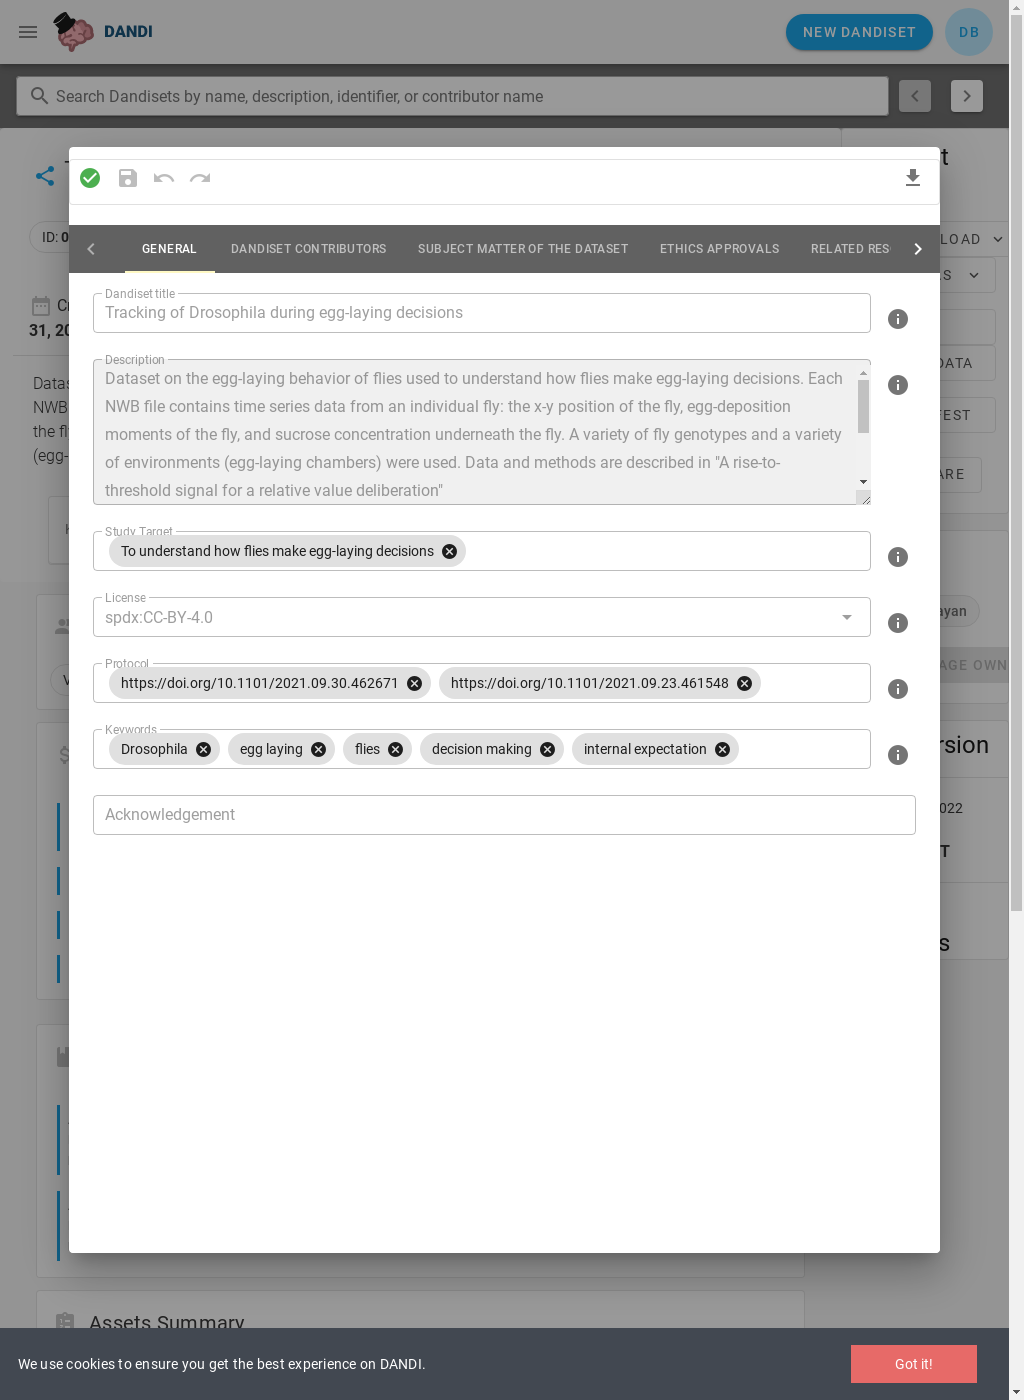 DANDI
NEW DANDISET
DB
Search Dandisets by name, description, identifier, or contributor name
ID:
GENERAL
DANDISET CONTRIBUTORS
SUBJECT MATTER OF THE DATASET
ETHICS APPROVALS
RELATED RES
LOAD
31, 20
Dandiset title
Tracking of Drosophila during egg-laying decisions
Description
Dataset on the egg-laying behavior of flies used to understand how flies make egg-laying decisions. Each
NWB file contains time series data from an individual fly: the x-y position of the fly, egg-deposition
moments of the fly, and sucrose concentration underneath the fly. A variety of fly genotypes and a variety
of environments (egg-laying chambers) were used. Data and methods are described in "A rise-to-
threshold signal for a relative value deliberation"
NWB
the f
(egg-
DATA
Study Target
To understand how flies make egg-laying decisions
License
spdx:CC-BY-4.0
Protocol
https://doi.org/10.1101/2021.09.30.462671
https://doi.org/10.1101/2021.09.23.461548
Keywords
Drosophila
egg laying
flies
decision making
internal expectation
Acknowledgement
ayan
AGE OWN
rsion
022
Assets Summary
We use cookies to ensure you get the best experience on DANDI.
Got it!